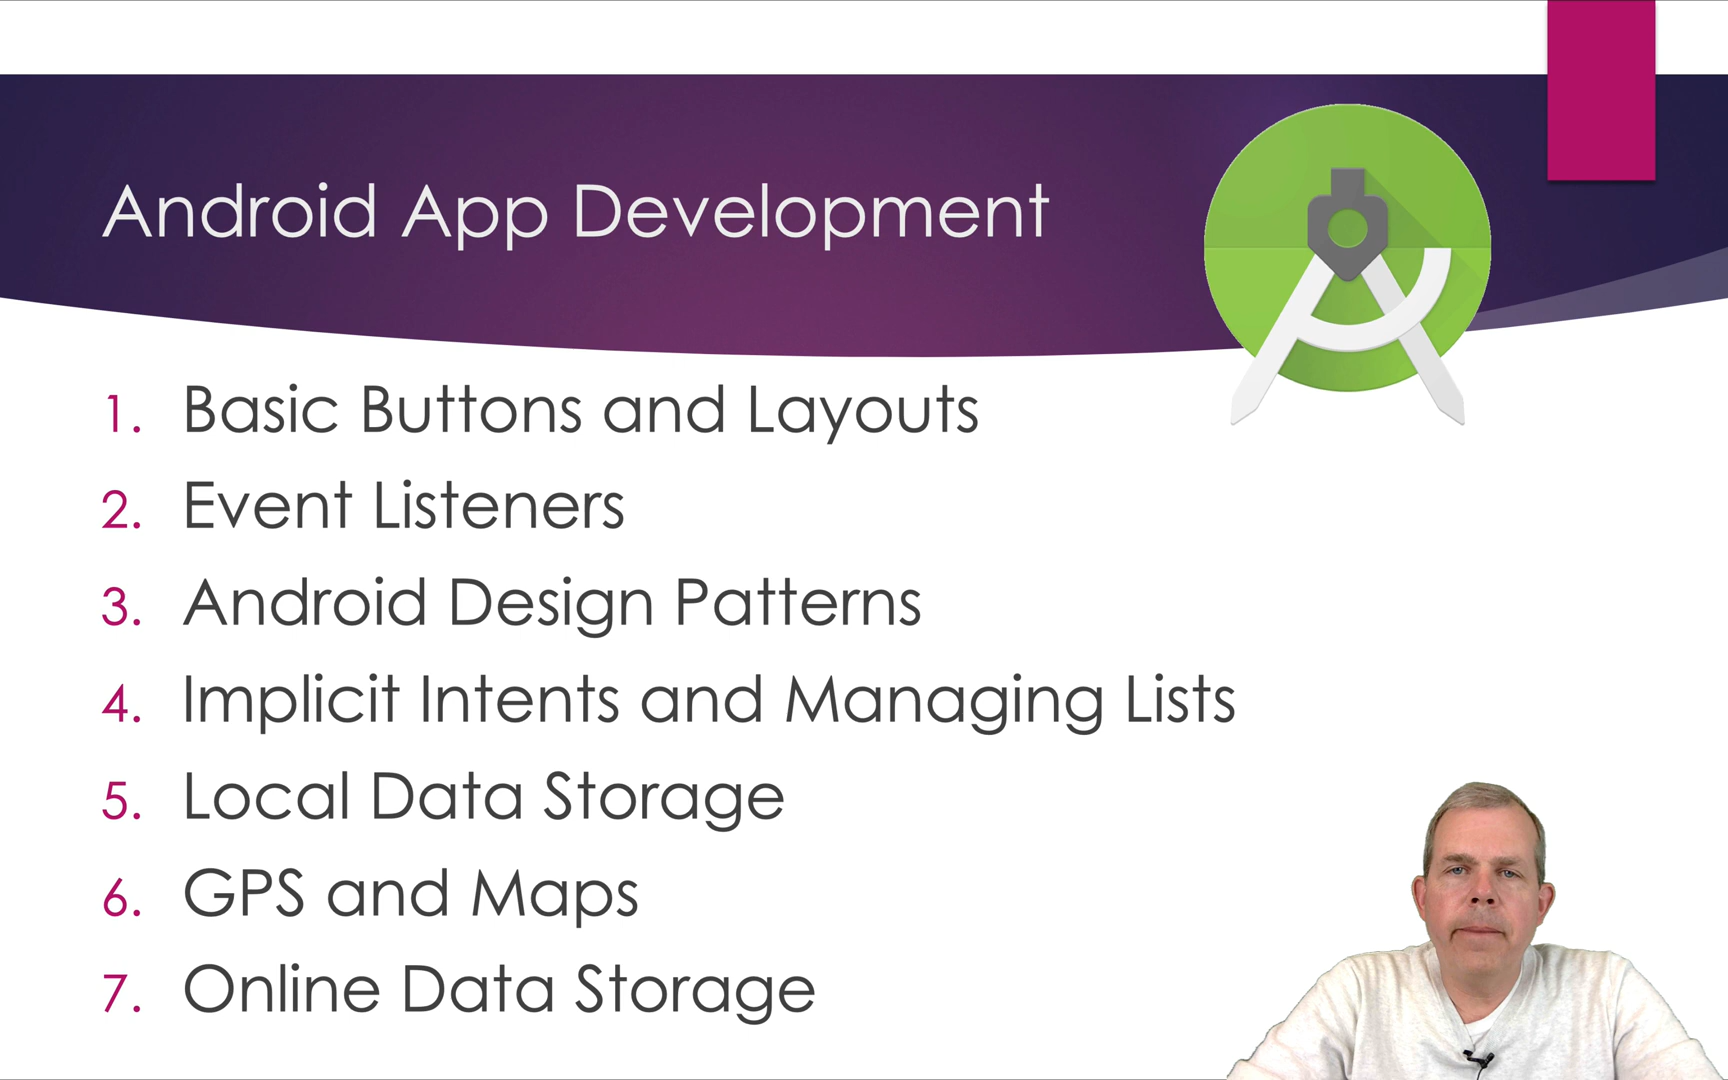 Android App Development
1. Basic Buttons and Layouts
2. Event Listeners
3. Android Design Patterns
4. Implicit Intents and Managing Lists
5. Local Data Storage
6. GPS and Maps
7. Online Data Storage